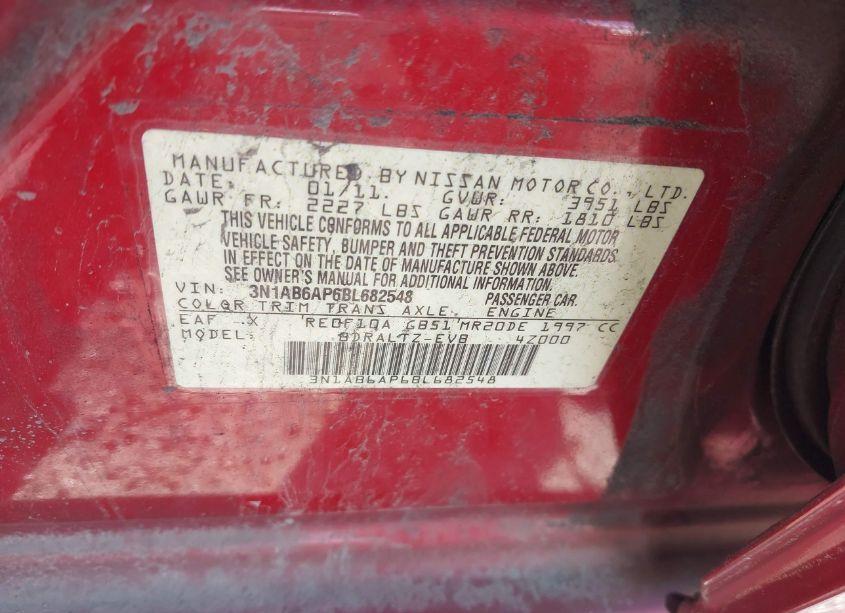 MANUFACTURED BY NISSAN MOTOR CO., LTD.
DATE: 01/11. GVWR: 3951 LBS
GAWR FR: 2227 LBS GAWR RR: 1810 LBS
THIS VEHICLE CONFORMS TO ALL APPLICABLE FEDERAL MOTOR
VEHICLE SAFETY, BUMPER AND THEFT PREVENTION STANDARDS
IN EFFECT ON THE DATE OF MANUFACTURE SHOWN ABOVE.
SEE OWNER'S MANUAL FOR ADDITIONAL INFORMATION.
VIN: 3N1AB6AP6BL682548 PASSENGER CAR.
COLOR TRIM TRANS AXLE, ENGINE
EAF X RE0F10A GB51 MR20DE 1997 CC
MODEL: BDRALTZ-EVB 4Z000
3N1AB6AP6BL682548